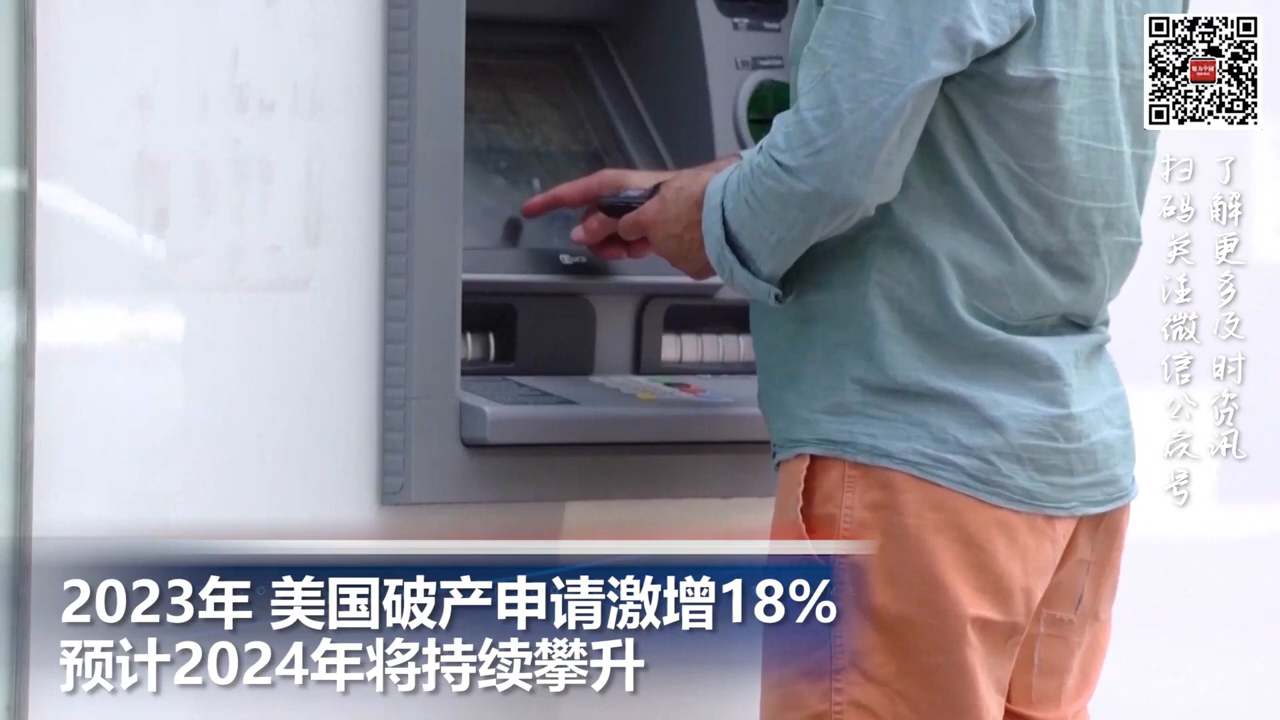 了解更多及时资讯
扫码关注微信公众号
2023年 美国破产申请激增18%
预计2024年将持续攀升